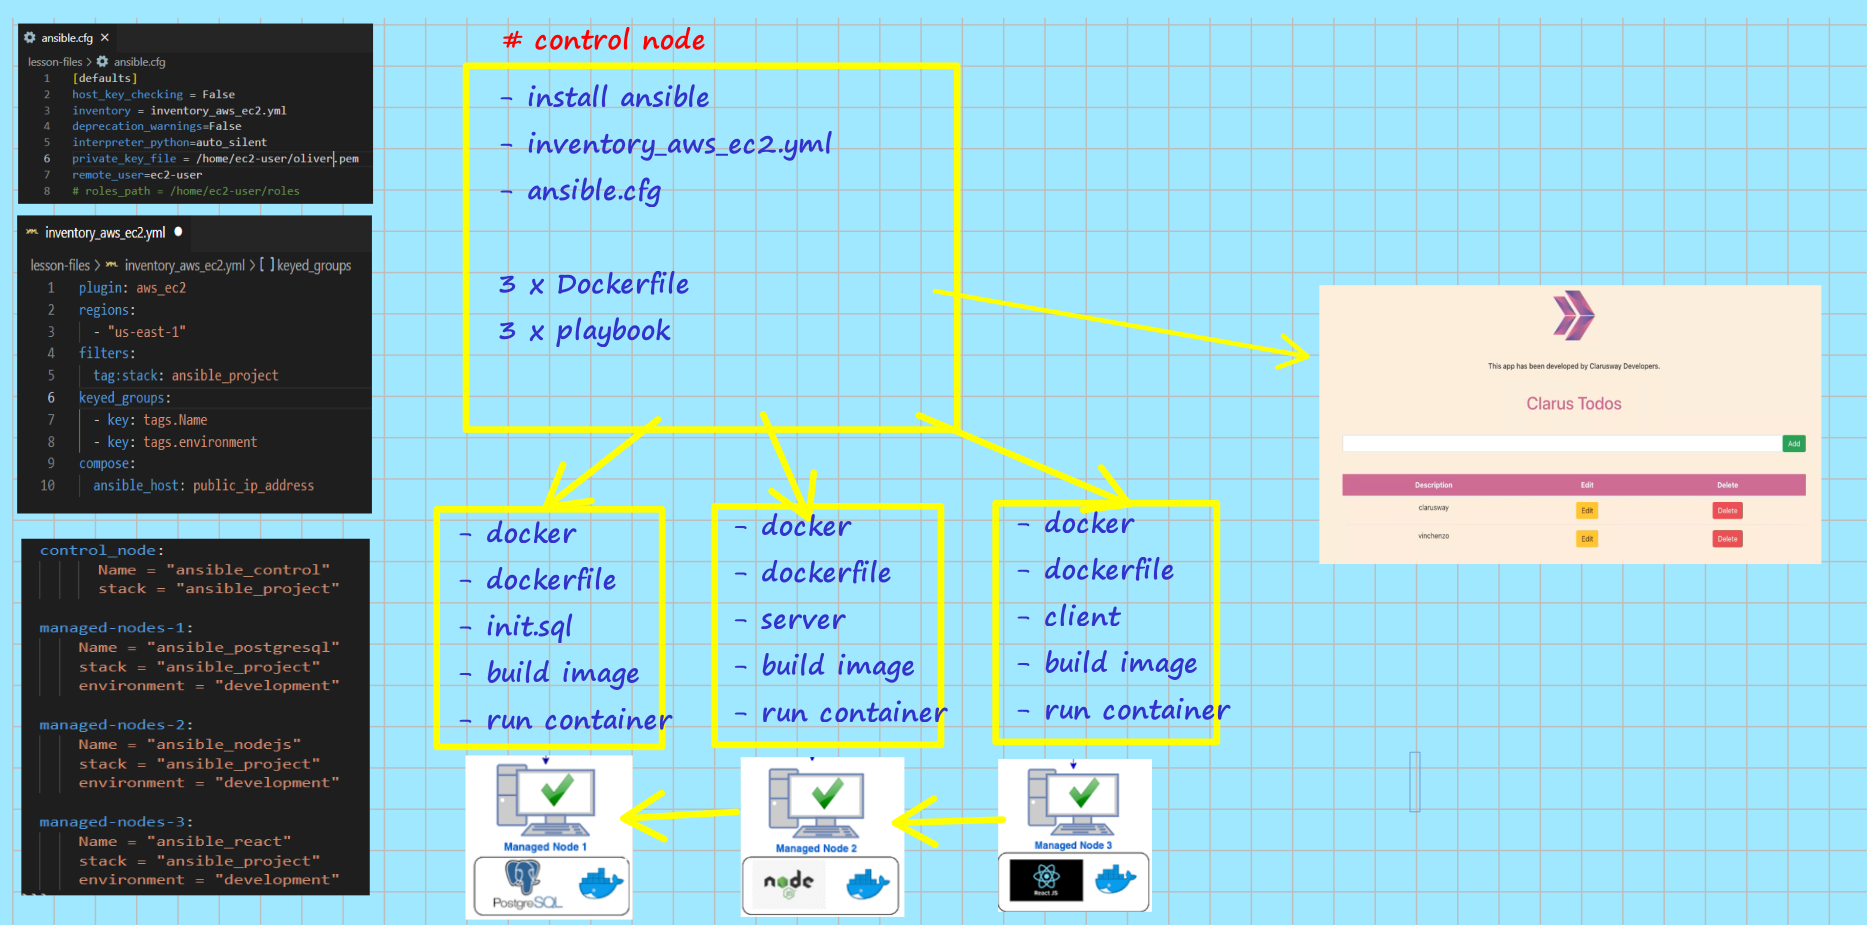 ansible.cfg
lesson-files > ansible.cfg
1 [defaults]
2 host_key_checking = False
3 inventory = inventory_aws_ec2.yml
4 deprecation_warnings=False
5 interpreter_python=auto_silent
6 private_key_file = /home/ec2-user/oliver.pem
7 remote_user=ec2-user
8 # roles_path = /home/ec2-user/roles
inventory_aws_ec2.yml
lesson-files > inventory_aws_ec2.yml > [ ] keyed_groups
1 plugin: aws_ec2
2 regions:
3 - "us-east-1"
4 filters:
5 tag:stack: ansible_project
6 keyed_groups:
7 - key: tags.Name
8 - key: tags.environment
9 compose:
10 ansible_host: public_ip_address
control_node:
Name = "ansible_control"
stack = "ansible_project"
managed-nodes-1:
Name = "ansible_postgresql"
stack = "ansible_project"
environment = "development"
managed-nodes-2:
Name = "ansible_nodejs"
stack = "ansible_project"
environment = "development"
managed-nodes-3:
Name = "ansible_react"
stack = "ansible_project"
environment = "development"
# control node
- install ansible
- inventory_aws_ec2.yml
- ansible.cfg
3 x Dockerfile
3 x playbook
- docker
- dockerfile
- init.sql
- build image
- run container
Managed Node 1
PostgreSQL
- docker
- dockerfile
- server
- build image
- run container
Managed Node 2
node
JS
- docker
- dockerfile
- client
- build image
- run container
Managed Node 3
React JS
This app has been developed by Clarusway Developers.
Clarus Todos
Add
Description Edit Delete
clarusway Edit Delete
vinchenzo Edit Delete